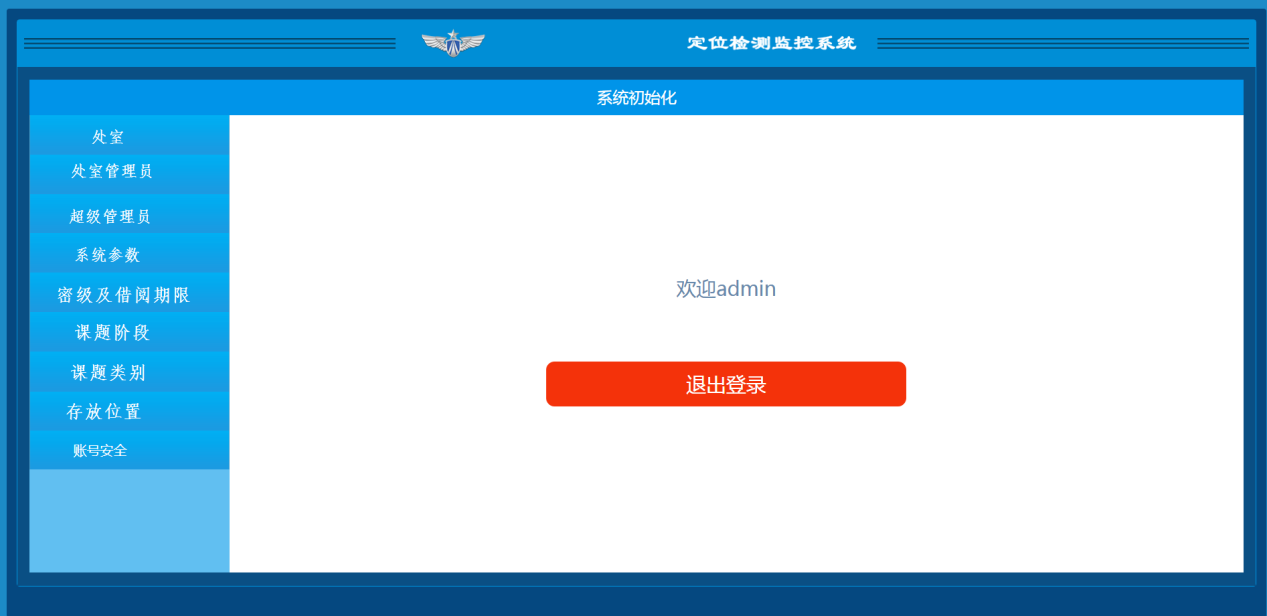 定位检测监控系统
系统初始化
处室
处室管理员
超级管理员
系统参数
密级及借阅期限
课题阶段
课题类别
存放位置
账号安全
欢迎admin
退出登录